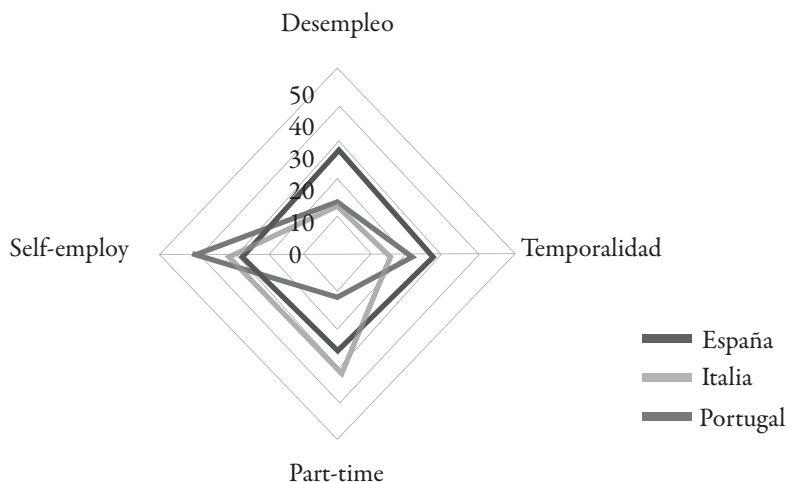 Desempleo
50
40
30
20
10
0
Self-employ
Temporalidad
España
Italia
Portugal
Part-time